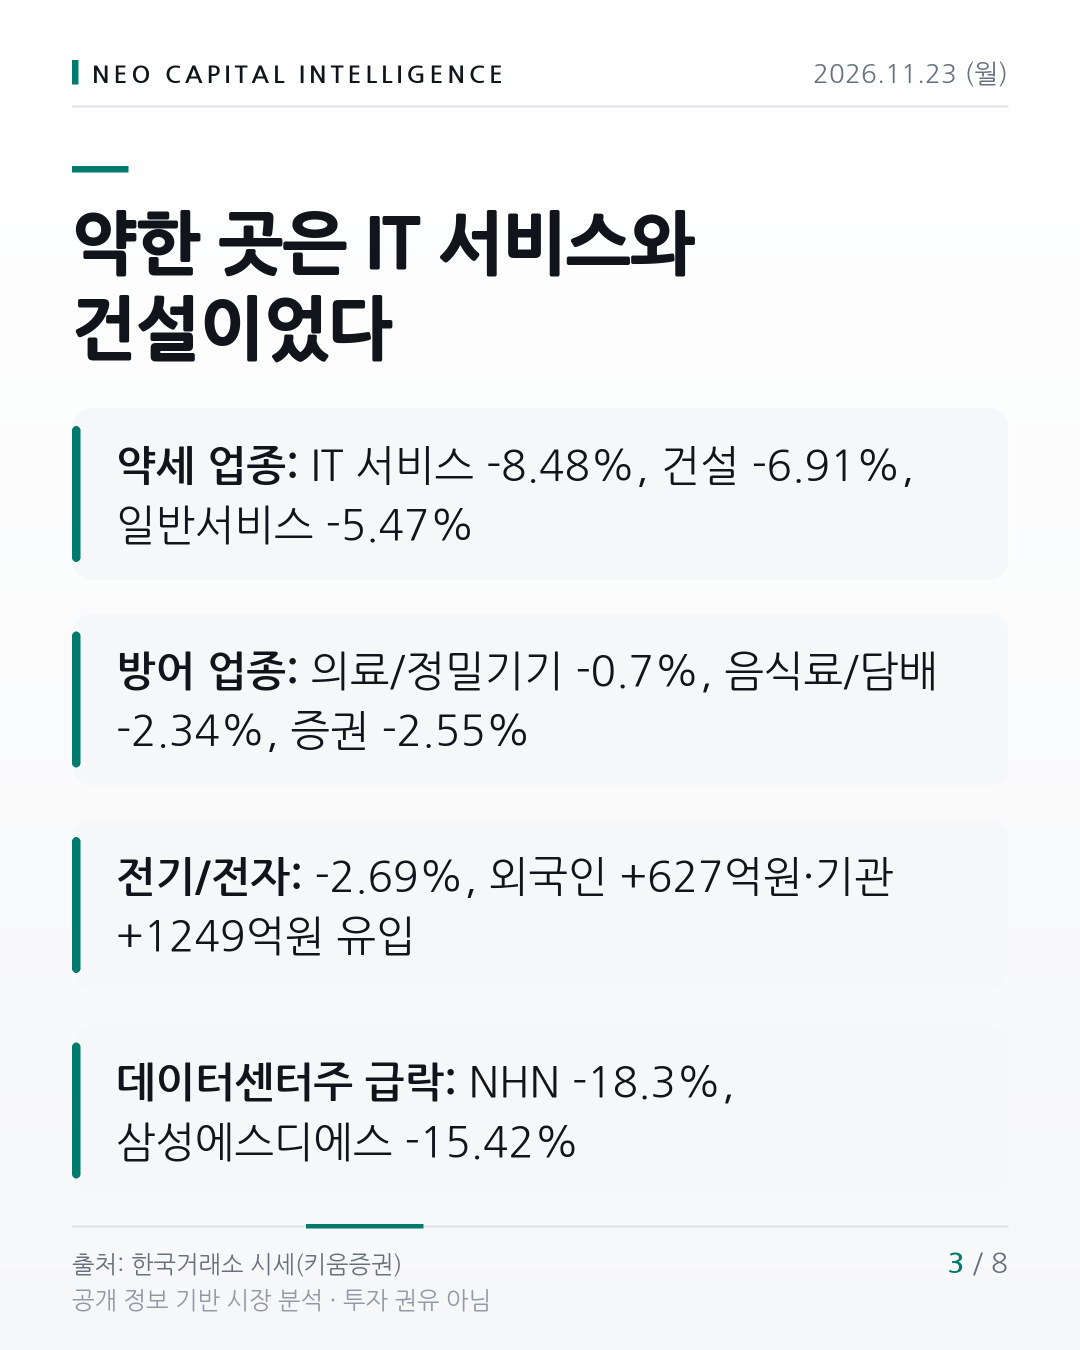 NEO CAPITAL INTELLIGENCE
2026.11.23 (월)
약한 곳은 IT 서비스와
건설이었다
약세 업종: IT 서비스 -8.48%, 건설 -6.91%,
일반서비스 -5.47%
방어 업종: 의료/정밀기기 -0.7%, 음식료/담배
-2.34%, 증권 -2.55%
전기/전자: -2.69%, 외국인 +627억원·기관
+1249억원 유입
데이터센터주 급락: NHN -18.3%,
삼성에스디에스 -15.42%
출처: 한국거래소 시세(키움증권)
3 / 8
공개 정보 기반 시장 분석 · 투자 권유 아님